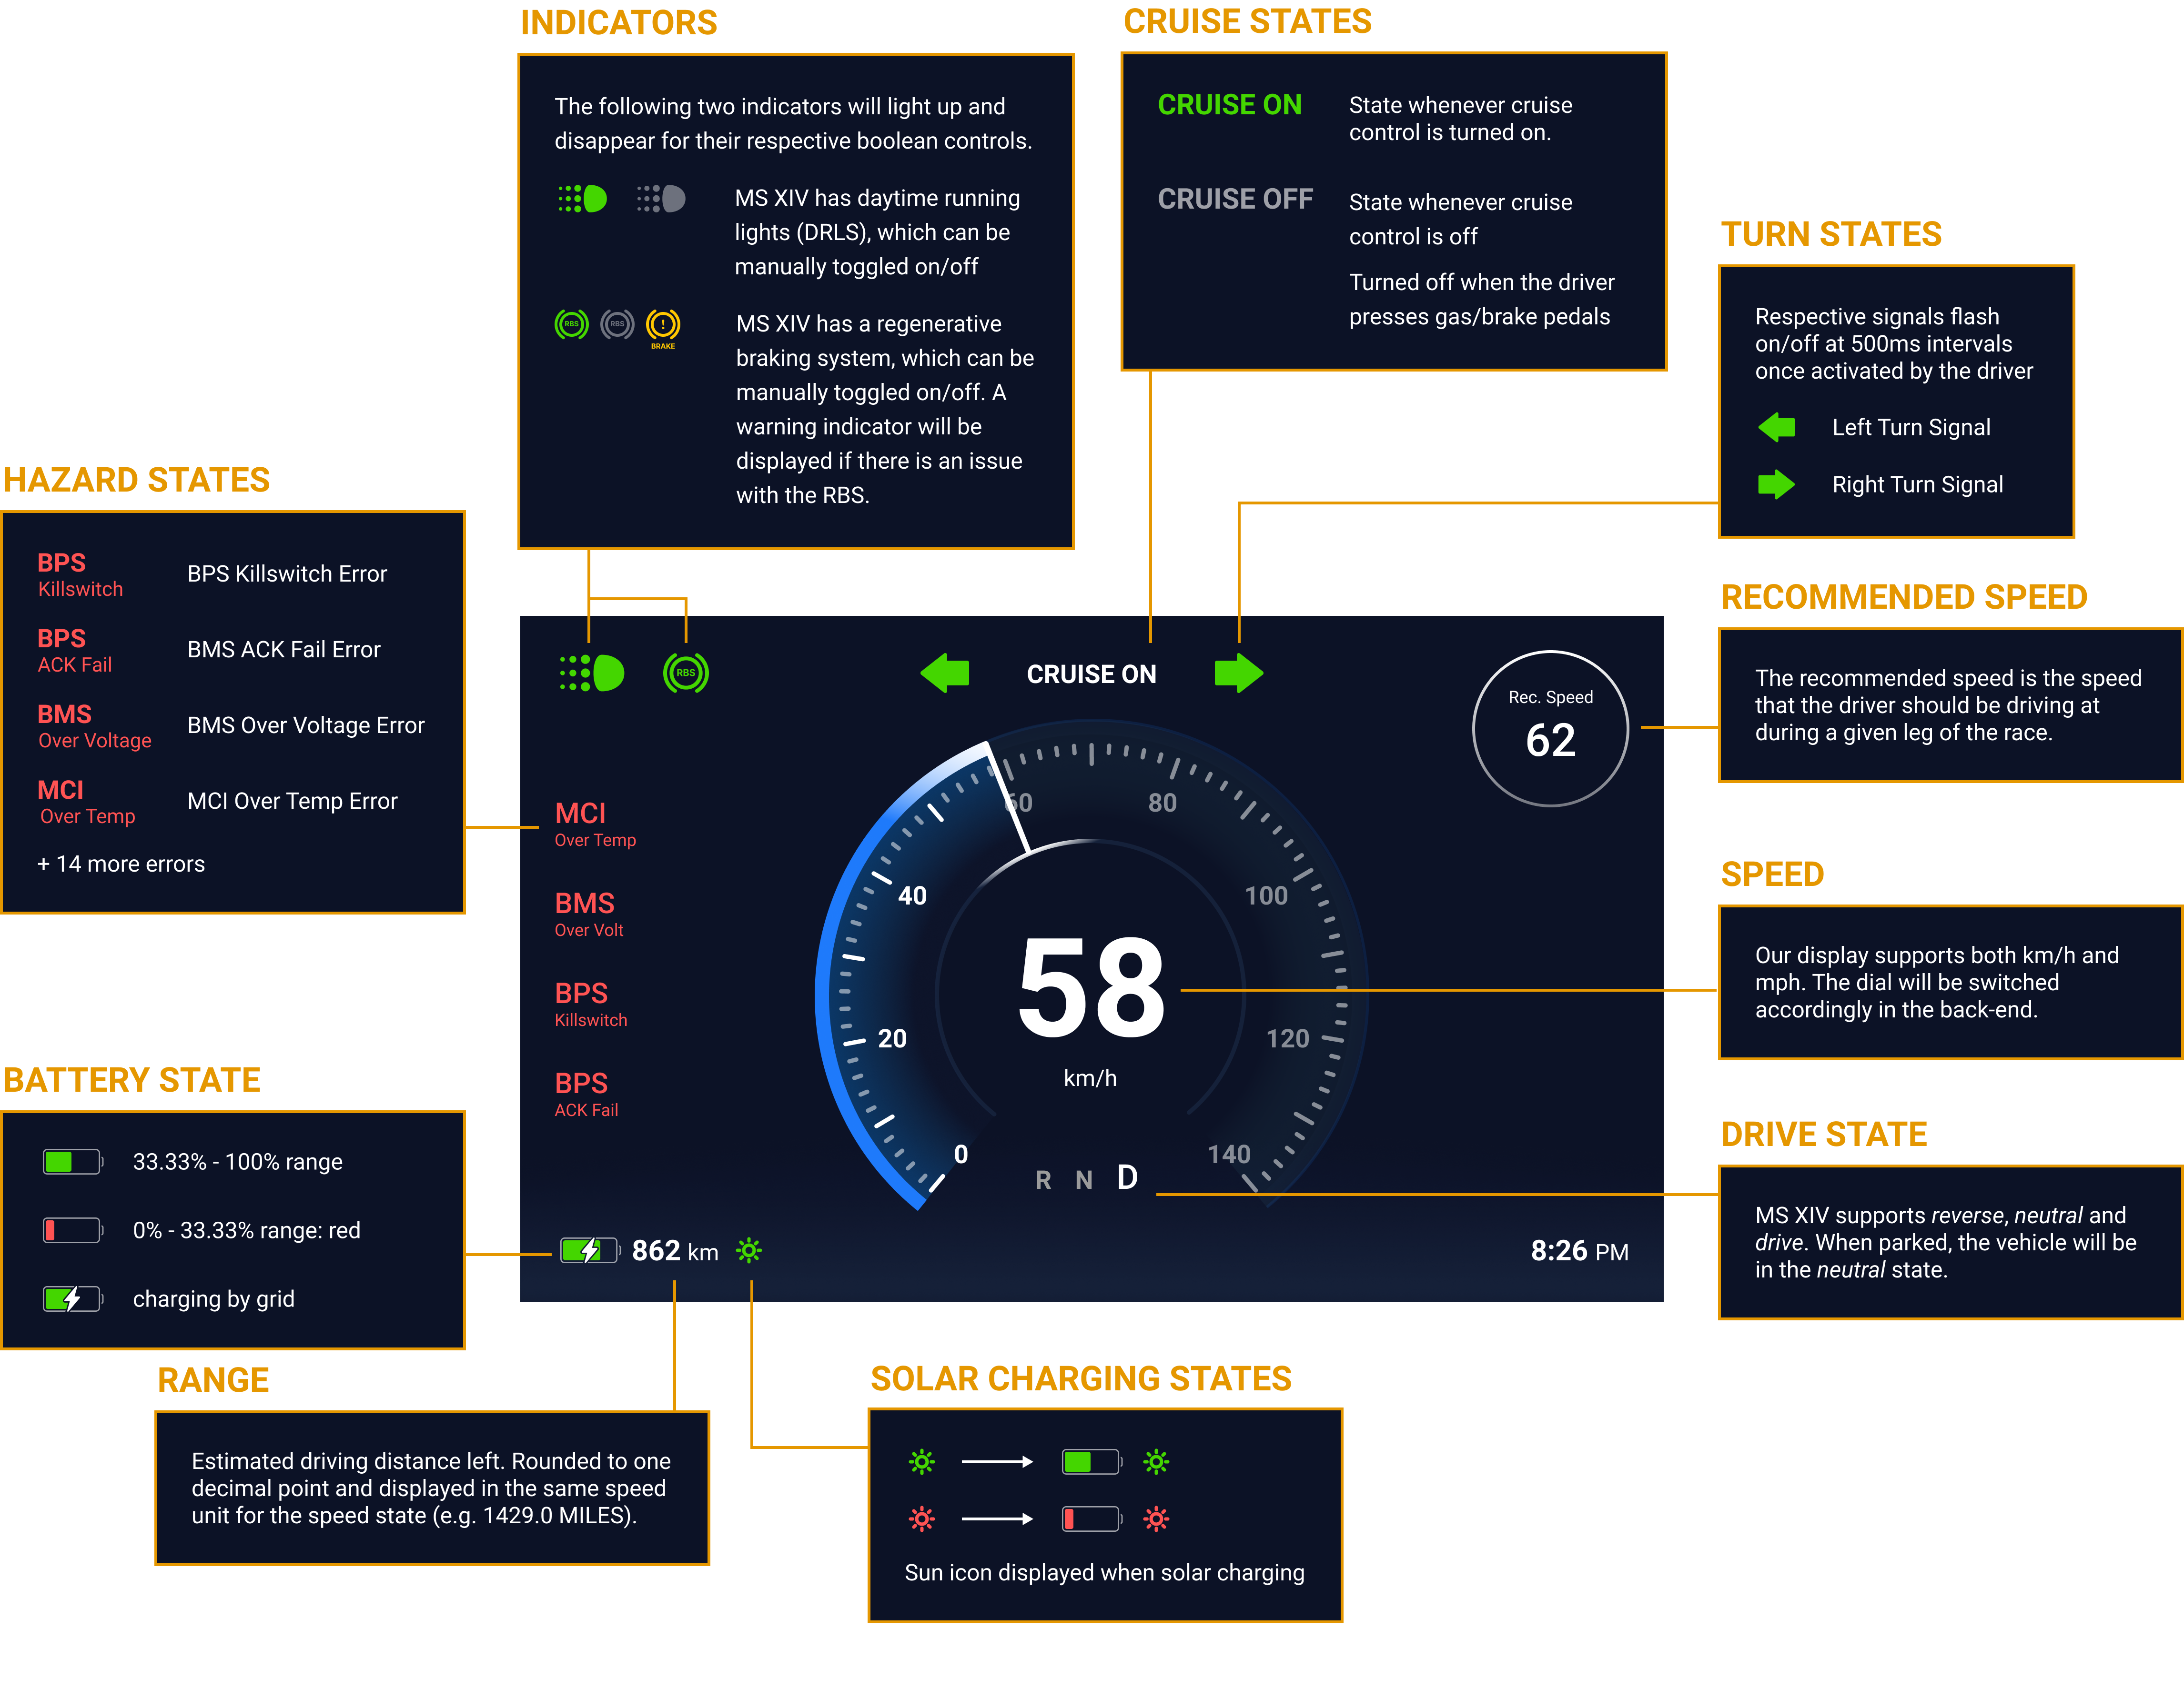 INDICATORS
The following two indicators will light up and
disappear for their respective boolean controls.
MS XIV has daytime running
lights (DRLS), which can be
manually toggled on/off
RBS
RBS
!
BRAKE
MS XIV has a regenerative
braking system, which can be
manually toggled on/off. A
warning indicator will be
displayed if there is an issue
with the RBS.
CRUISE STATES
CRUISE ON
State whenever cruise
control is turned on.
CRUISE OFF
State whenever cruise
control is off
Turned off when the driver
presses gas/brake pedals
TURN STATES
Respective signals flash
on/off at 500ms intervals
once activated by the driver
Left Turn Signal
Right Turn Signal
HAZARD STATES
BPS
Killswitch
BPS Killswitch Error
BPS
ACK Fail
BMS ACK Fail Error
BMS
Over Voltage
BMS Over Voltage Error
MCI
Over Temp
MCI Over Temp Error
+ 14 more errors
RECOMMENDED SPEED
The recommended speed is the speed
that the driver should be driving at
during a given leg of the race.
RBS
CRUISE ON
Rec. Speed
62
MCI
Over Temp
BMS
Over Volt
BPS
Killswitch
BPS
ACK Fail
0
20
40
60
80
100
120
140
58
km/h
R N D
862 km
8:26 PM
SPEED
Our display supports both km/h and
mph. The dial will be switched
accordingly in the back-end.
DRIVE STATE
MS XIV supports reverse, neutral and
drive. When parked, the vehicle will be
in the neutral state.
BATTERY STATE
33.33% - 100% range
0% - 33.33% range: red
charging by grid
RANGE
Estimated driving distance left. Rounded to one
decimal point and displayed in the same speed
unit for the speed state (e.g. 1429.0 MILES).
SOLAR CHARGING STATES
Sun icon displayed when solar charging